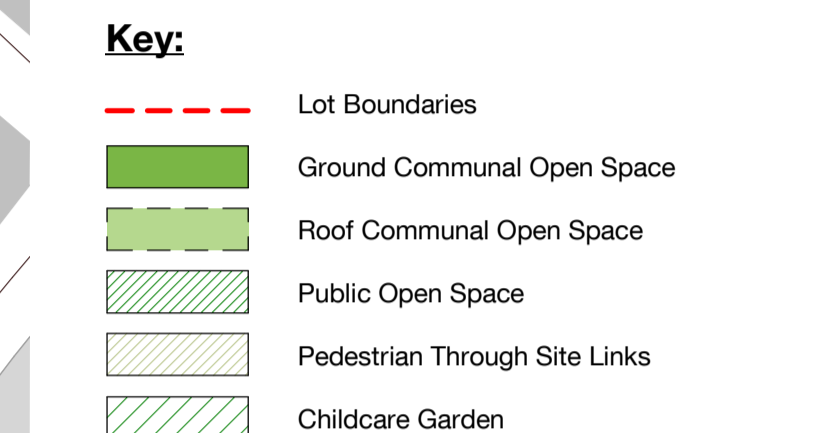 Key:
Lot Boundaries
Ground Communal Open Space
Roof Communal Open Space
Public Open Space
Pedestrian Through Site Links
Childcare Garden